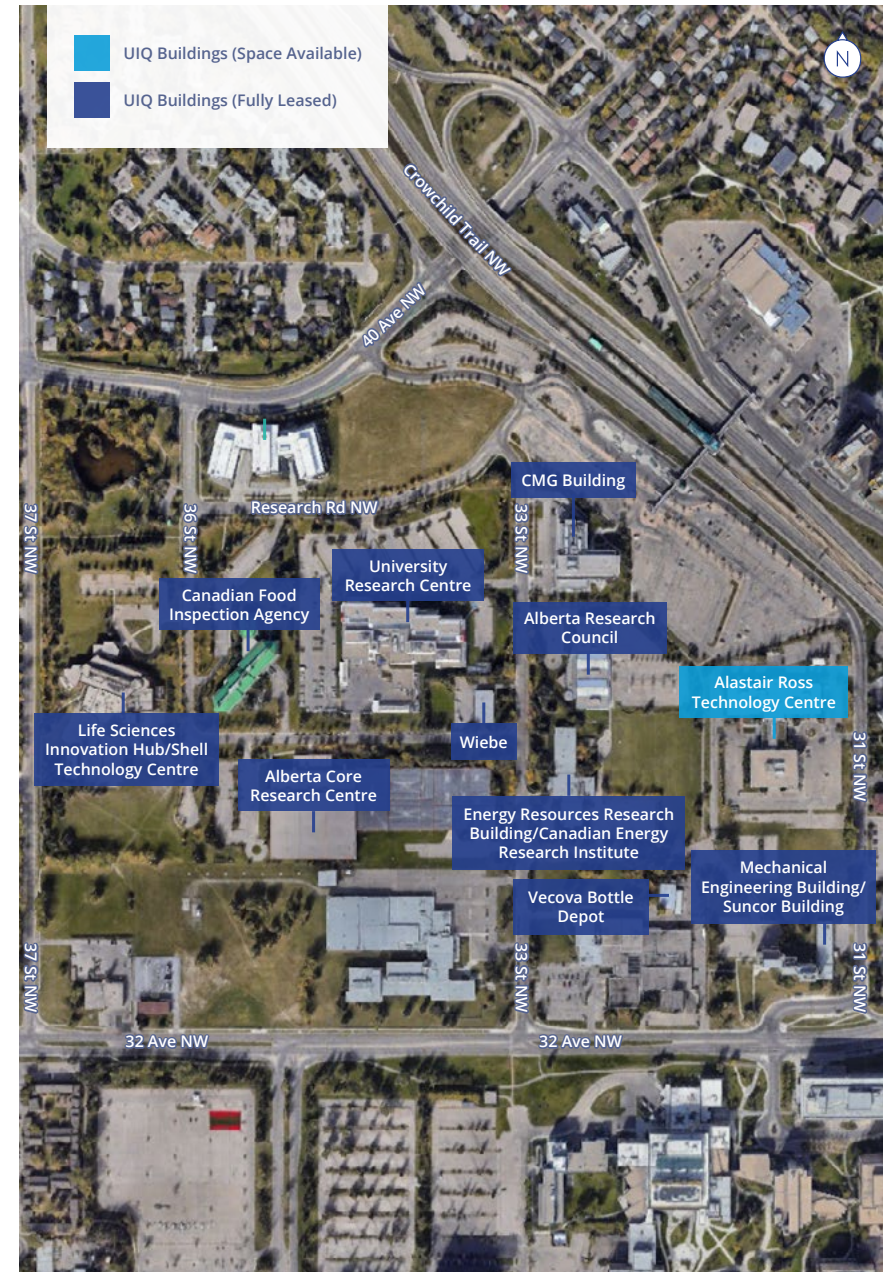 UIQ Buildings (Space Available)
UIQ Buildings (Fully Leased)
N
Crowchild Trail NW
40 Ave NW
CMG Building
37 St NW
36 St NW
Research Rd NW
33 St NW
University
Research Centre
Canadian Food
Inspection Agency
Alberta Research
Council
Alastair Ross
Technology Centre
Life Sciences
Innovation Hub/Shell
Technology Centre
Wiebe
31 St NW
Alberta Core
Research Centre
Energy Resources Research
Building/Canadian Energy
Research Institute
Mechanical
Engineering Building/
Suncor Building
Vecova Bottle
Depot
37 St NW
33 St NW
31 St NW
32 Ave NW
32 Ave NW